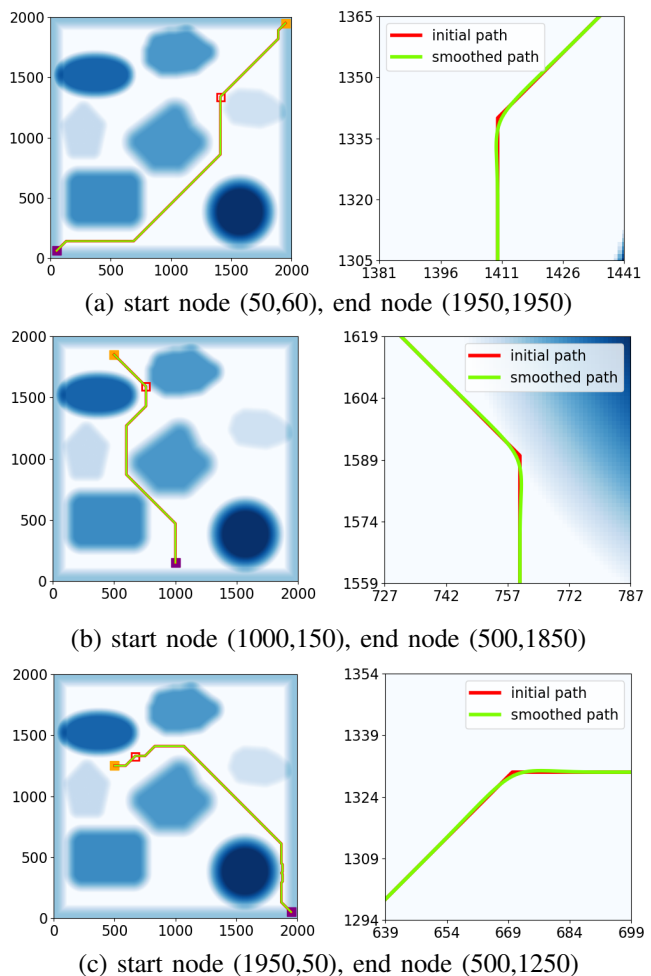 2000
1500
1000
500
0
0 500 1000 1500 2000
1365
1350
1335
1320
1305
1381 1396 1411 1426 1441
initial path
smoothed path
(a) start node (50,60), end node (1950,1950)
2000
1500
1000
500
0
0 500 1000 1500 2000
1619
1604
1589
1574
1559
727 742 757 772 787
initial path
smoothed path
(b) start node (1000,150), end node (500,1850)
2000
1500
1000
500
0
0 500 1000 1500 2000
1354
1339
1324
1309
1294
639 654 669 684 699
initial path
smoothed path
(c) start node (1950,50), end node (500,1250)